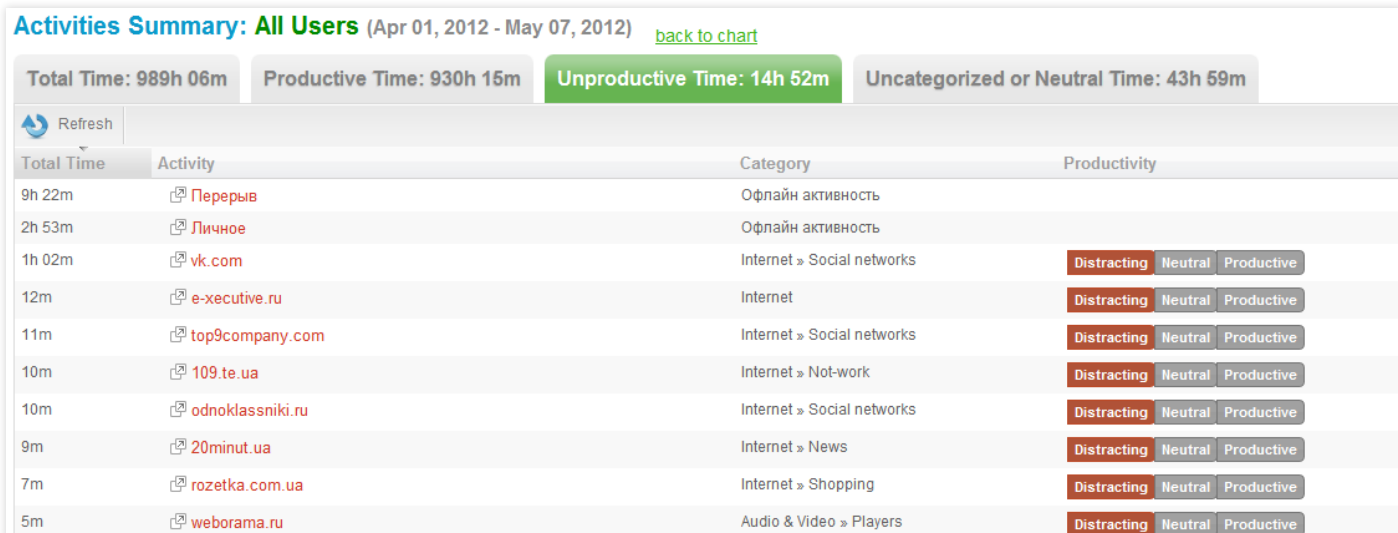 Activities Summary: All Users (Apr 01, 2012 - May 07, 2012) back to chart
Total Time: 989h 06m Productive Time: 930h 15m Unproductive Time: 14h 52m Uncategorized or Neutral Time: 43h 59m
Refresh
Total Time Activity Category Productivity
9h 22m Перерыв Офлайн активность
2h 53m Личное Офлайн активность
1h 02m vk.com Internet » Social networks Distracting Neutral Productive
12m e-xecutive.ru Internet Distracting Neutral Productive
11m top9company.com Internet » Social networks Distracting Neutral Productive
10m 109.te.ua Internet » Not-work Distracting Neutral Productive
10m odnoklassniki.ru Internet » Social networks Distracting Neutral Productive
9m 20minut.ua Internet » News Distracting Neutral Productive
7m rozetka.com.ua Internet » Shopping Distracting Neutral Productive
5m weborama.ru Audio & Video » Players Distracting Neutral Productive